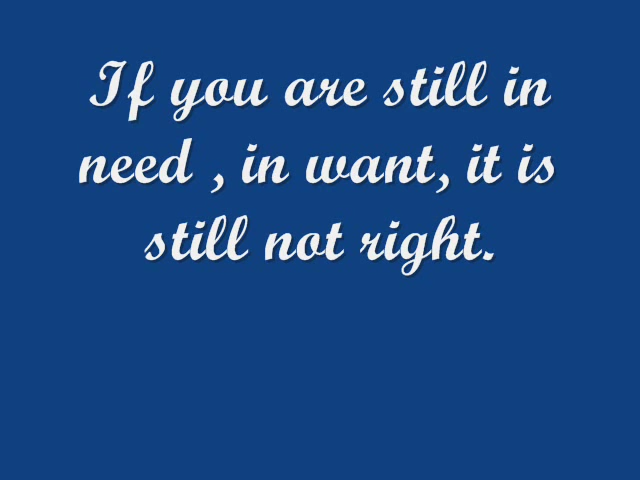 If you are still in
need , in want, it is
still not right.